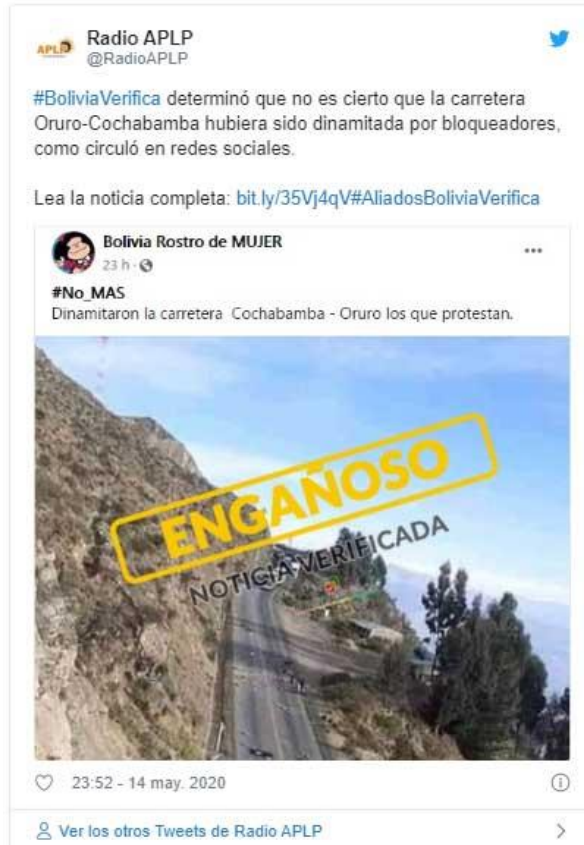 Radio APLP
@RadioAPLP
#BoliviaVerifica determinó que no es cierto que la carretera
Oruro-Cochabamba hubiera sido dinamitada por bloqueadores,
como circuló en redes sociales.
Lea la noticia completa: bit.ly/35Vj4qV#AliadosBoliviaVerifica
Bolivia Rostro de MUJER
23 h ·
#No_MAS
Dinamitaron la carretera Cochabamba - Oruro los que protestan.
ENGAÑOSO
NOTICIA VERIFICADA
23:52 - 14 may. 2020
Ver los otros Tweets de Radio APLP